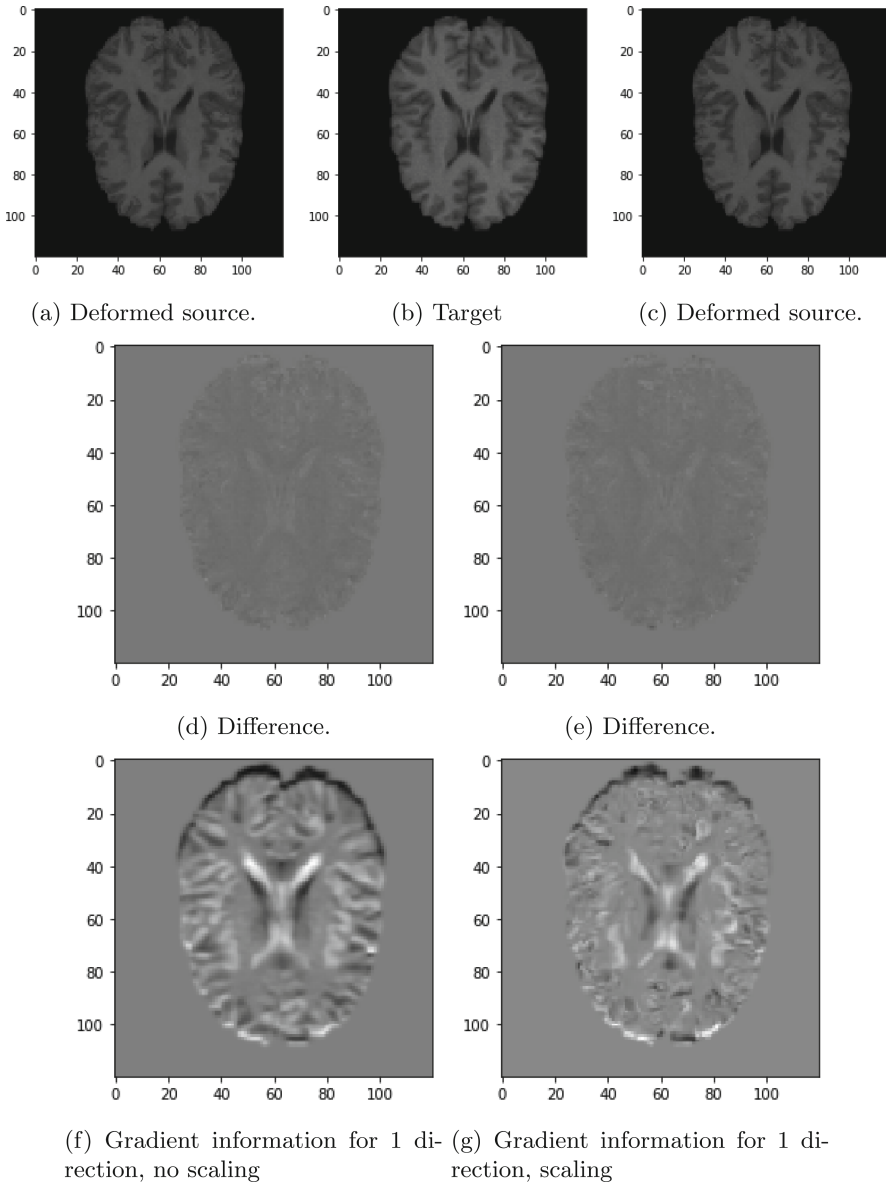 0
20
40
60
80
100
0 20 40 60 80 100
0
20
40
60
80
100
0 20 40 60 80 100
0
20
40
60
80
100
0 20 40 60 80 100
(a) Deformed source.
(b) Target
(c) Deformed source.
0
20
40
60
80
100
0 20 40 60 80 100
0
20
40
60
80
100
0 20 40 60 80 100
(d) Difference.
(e) Difference.
0
20
40
60
80
100
0 20 40 60 80 100
0
20
40
60
80
100
0 20 40 60 80 100
(f) Gradient information for 1 di-
rection, no scaling
(g) Gradient information for 1 di-
rection, scaling